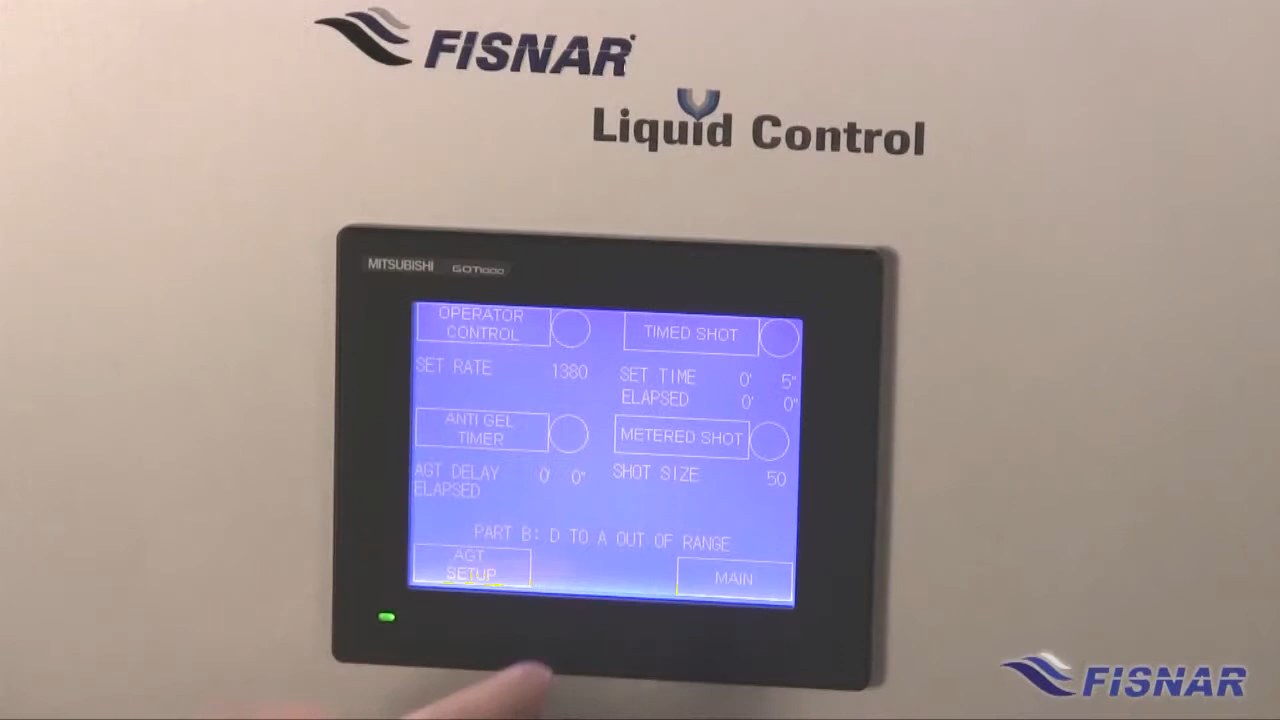 FISNAR
Liquid Control
MITSUBISHI GOT1000
OPERATOR
CONTROL
TIMED SHOT
SET RATE 1380
SET TIME 0' 5"
ELAPSED 0' 0"
ANTI GEL
TIMER
METERED SHOT
AGT DELAY 0' 0"
ELAPSED
SHOT SIZE 50
PART B: D TO A OUT OF RANGE
AGT
SETUP
MAIN
FISNAR